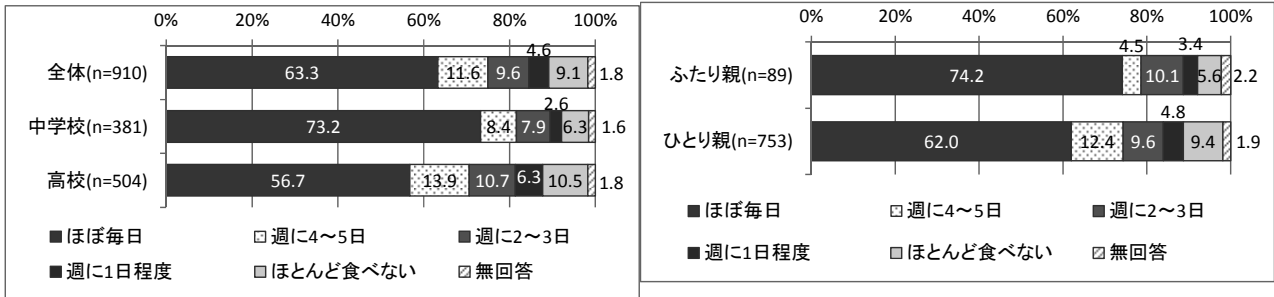 0% 20% 40% 60% 80% 100%
4.6
全体(n=910) 63.3 11.6 9.6 9.1 1.8
2.6
中学校(n=381) 73.2 8.4 7.9 6.3 1.6
高校(n=504) 56.7 13.9 10.7 6.3 10.5 1.8
ほぼ毎日 週に4～5日 週に2～3日
週に1日程度 ほとんど食べない 無回答
0% 20% 40% 60% 80% 100%
4.5 3.4
ふたり親(n=89) 74.2 10.1 5.6 2.2
4.8
ひとり親(n=753) 62.0 12.4 9.6 9.4 1.9
ほぼ毎日 週に4～5日 週に2～3日
週に1日程度 ほとんど食べない 無回答